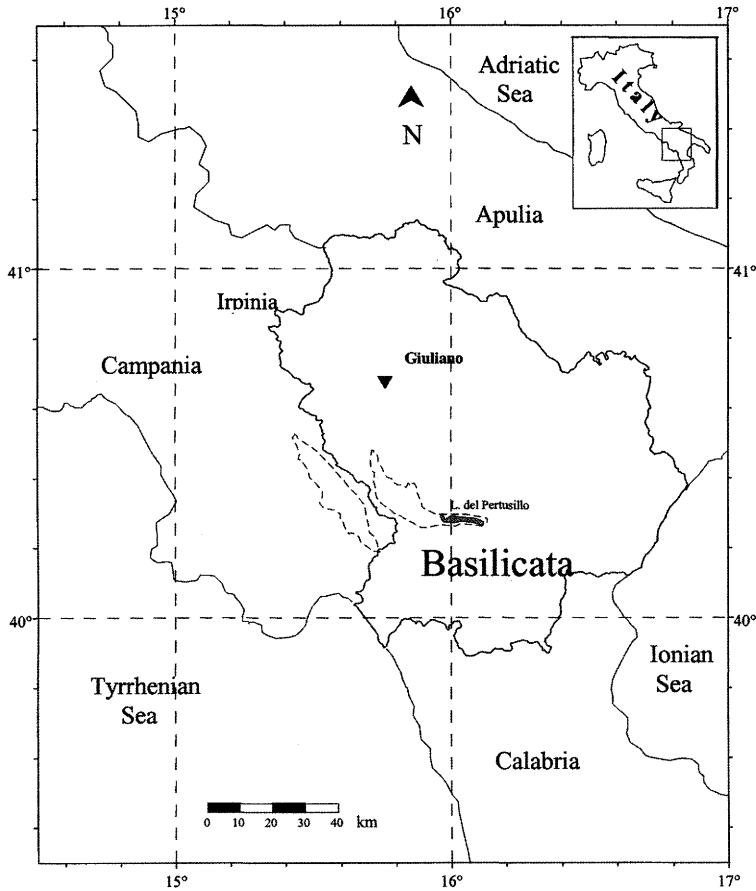 15°
16°
17°
Adriatic
Sea
Italy
N
Apulia
41°
41°
Irpinia
Campania
Giuliano
L. del Pertusillo
Basilicata
40°
40°
Ionian
Sea
Tyrrhenian
Sea
Calabria
0 10 20 30 40 km
15°
16°
17°